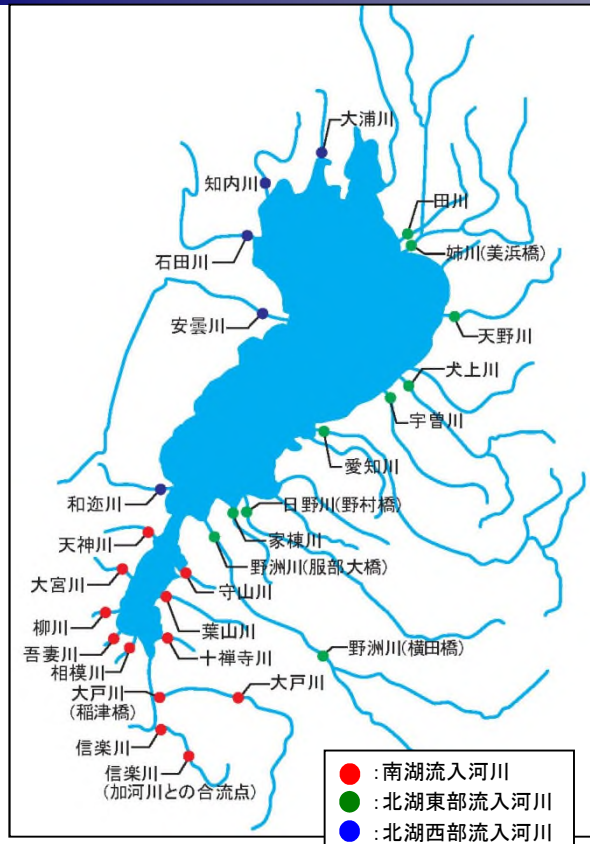 大浦川
知内川
田川
石田川
姉川(美浜橋)
安曇川
天野川
犬上川
宇曽川
愛知川
和迩川
日野川(野村橋)
天神川
家棟川
野洲川(服部大橋)
大宮川
守山川
柳川
葉山川
吾妻川
十禅寺川
野洲川(横田橋)
相模川
大戸川
(稲津橋)
大戸川
信楽川
信楽川
(加河川との合流点)
:南湖流入河川
:北湖東部流入河川
:北湖西部流入河川